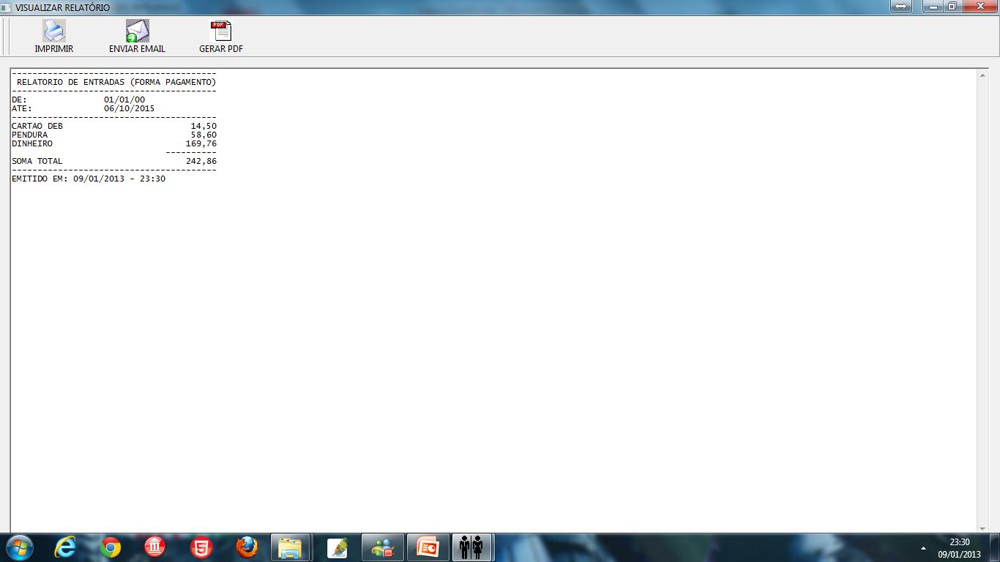 VISUALIZAR RELATÓRIO
IMPRIMIR ENVIAR EMAIL GERAR PDF
----------------------------------------
RELATORIO DE ENTRADAS (FORMA PAGAMENTO)
----------------------------------------
DE: 01/01/00
ATE: 06/10/2015
----------------------------------------
CARTAO DEB 14,50
PENDURA 58,60
DINHEIRO 169,76
----------
SOMA TOTAL 242,86
----------------------------------------
EMITIDO EM: 09/01/2013 - 23:30
23:30
09/01/2013